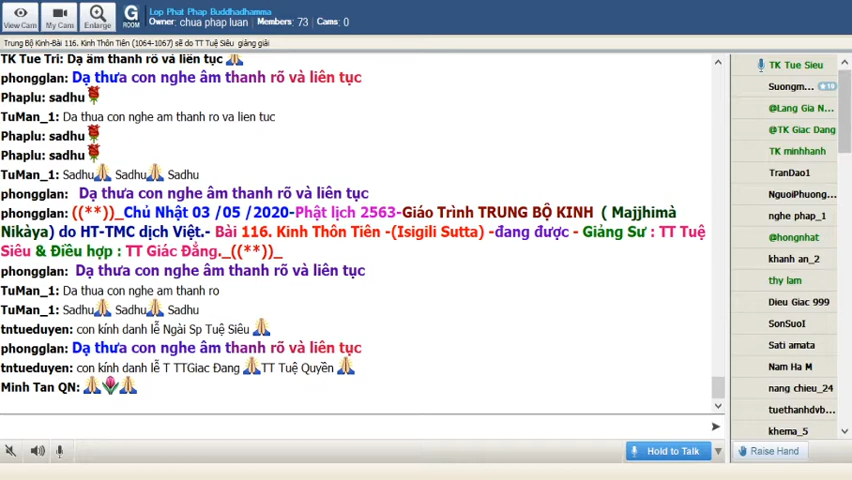 Lop Phat Phap Buddhadhamma
Owner: chua phap luan Members: 73 Cams: 0
View Cam
My Cams
Enlarge
G
ROOM
Trung Bộ Kinh-Bài 116. Kinh Thôn Tiên (1064-1067) sẽ do TT Tuệ Siêu giảng giải
TK Tue Tri: Dạ âm thanh rõ và liên tục
phongglan: Dạ thưa con nghe âm thanh rõ và liên tục
Phaplu: sadhu
TuMan_1: Da thua con nghe am thanh ro va lien tuc
Phaplu: sadhu
Phaplu: sadhu
TuMan_1: Sadhu Sadhu Sadhu
phongglan: Dạ thưa con nghe âm thanh rõ và liên tục
phongglan: ((**))_Chủ Nhật 03 /05 /2020-Phật lịch 2563-Giáo Trình TRUNG BỘ KINH ( Majjhimà
Nikàya) do HT-TMC dịch Việt.- Bài 116. Kinh Thôn Tiên -(Isigili Sutta) -đang được - Giảng Sư : TT Tuệ
Siêu & Điều hợp : TT Giác Đẳng._((**))_
phongglan: Dạ thưa con nghe âm thanh rõ và liên tục
TuMan_1: Da thua con nghe am thanh ro
TuMan_1: Sadhu Sadhu Sadhu
tntueduyen: con kính danh lễ Ngài Sp Tuệ Siêu
phongglan: Dạ thưa con nghe âm thanh rõ và liên tục
tntueduyen: con kính danh lễ T TTGiac Đang TT Tuệ Quyền
Minh Tan QN:
Hold to Talk
TK Tue Sieu
Suongm... +10
@Lang Gia N...
@TK Giac Dang
TK minhhanh
TranDao1
NguoiPhuong...
nghe phap_1
@hongnhat
khanh an_2
thy lam
Dieu Giac 999
SonSuoI
Sati amata
Nam Ha M
nang chieu_24
tuethanhdvb...
khema_5
Raise Hand